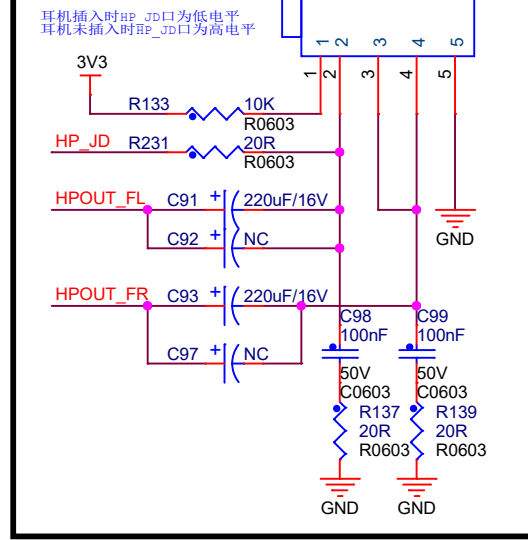 耳机插入时HP_JD口为低电平
耳机未插入时HP_JD口为高电平
1 2 3 4 5
1 2 3 4 5
3V3
R133 10K
R0603
HP_JD R231 20R
R0603
HPOUT_FL C91 + 220uF/16V
GND
C92 + NC
HPOUT_FR C93 + 220uF/16V
C98 C99
100nF 100nF
C97 + NC
50V 50V
C0603 C0603
R137 R139
20R 20R
R0603 R0603
GND GND